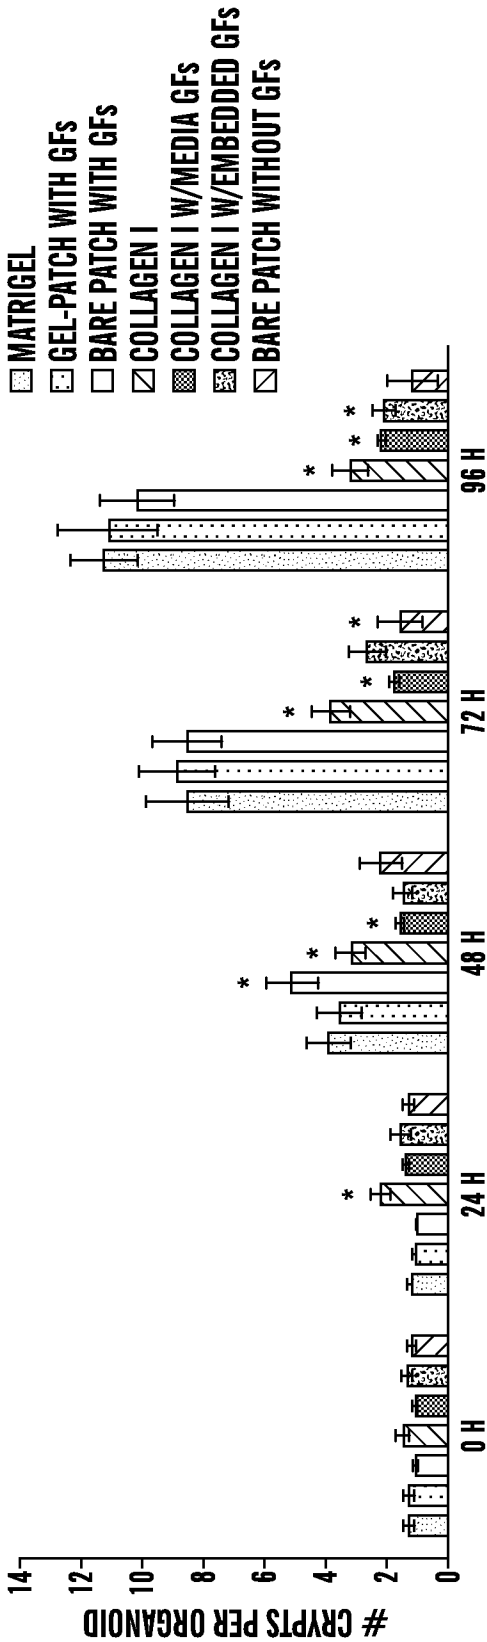 MATRIGEL
GEL-PATCH WITH GFs
BARE PATCH WITH GFs
COLLAGEN I
COLLAGEN I W/MEDIA GFs
COLLAGEN I W/EMBEDDED GFs
BARE PATCH WITHOUT GFs
# CRYPTS PER ORGANOID
14
12
10
8
6
4
2
0
*
*
*
*
*
*
*
*
*
*
0 H
24 H
48 H
72 H
96 H